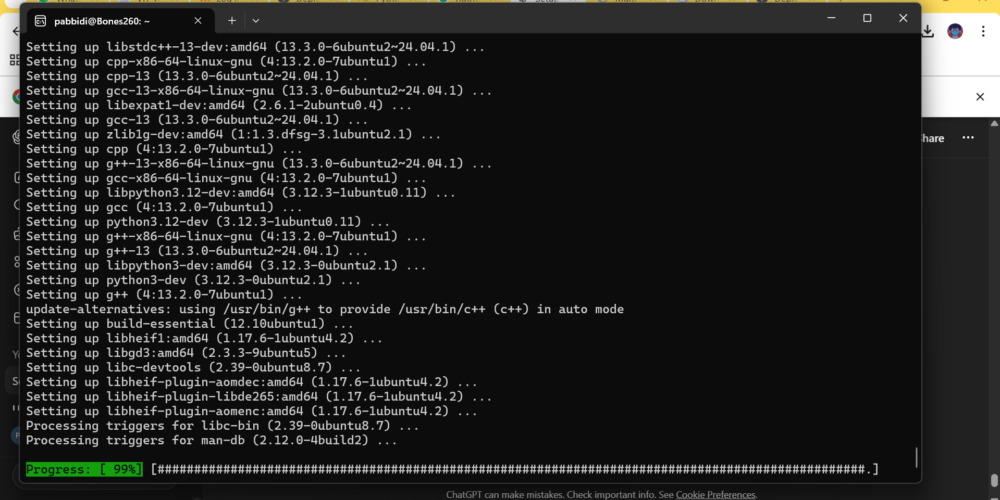 pabbidi@Bones260: ~
Setting up libstdc++-13-dev:amd64 (13.3.0-6ubuntu2~24.04.1) ...
Setting up cpp-x86-64-linux-gnu (4:13.2.0-7ubuntu1) ...
Setting up cpp-13 (13.3.0-6ubuntu2~24.04.1) ...
Setting up gcc-13-x86-64-linux-gnu (13.3.0-6ubuntu2~24.04.1) ...
Setting up libexpat1-dev:amd64 (2.6.1-2ubuntu0.4) ...
Setting up gcc-13 (13.3.0-6ubuntu2~24.04.1) ...
Setting up zlib1g-dev:amd64 (1:1.3.dfsg-3.1ubuntu2.1) ...
Setting up cpp (4:13.2.0-7ubuntu1) ...
Setting up g++-13-x86-64-linux-gnu (13.3.0-6ubuntu2~24.04.1) ...
Setting up gcc-x86-64-linux-gnu (4:13.2.0-7ubuntu1) ...
Setting up libpython3.12-dev:amd64 (3.12.3-1ubuntu0.11) ...
Setting up gcc (4:13.2.0-7ubuntu1) ...
Setting up python3.12-dev (3.12.3-1ubuntu0.11) ...
Setting up g++-x86-64-linux-gnu (4:13.2.0-7ubuntu1) ...
Setting up g++-13 (13.3.0-6ubuntu2~24.04.1) ...
Setting up libpython3-dev:amd64 (3.12.3-0ubuntu2.1) ...
Setting up python3-dev (3.12.3-0ubuntu2.1) ...
Setting up g++ (4:13.2.0-7ubuntu1) ...
update-alternatives: using /usr/bin/g++ to provide /usr/bin/c++ (c++) in auto mode
Setting up build-essential (12.10ubuntu1) ...
Setting up libheif1:amd64 (1.17.6-1ubuntu4.2) ...
Setting up libgd3:amd64 (2.3.3-9ubuntu5) ...
Setting up libc-devtools (2.39-0ubuntu8.7) ...
Setting up libheif-plugin-aomdec:amd64 (1.17.6-1ubuntu4.2) ...
Setting up libheif-plugin-libde265:amd64 (1.17.6-1ubuntu4.2) ...
Setting up libheif-plugin-aomenc:amd64 (1.17.6-1ubuntu4.2) ...
Processing triggers for libc-bin (2.39-0ubuntu8.7) ...
Processing triggers for man-db (2.12.0-4build2) ...
Progress: [ 99%] [#################################################################################################.]
hare
ChatGPT can make mistakes. Check important info. See Cookie Preferences.